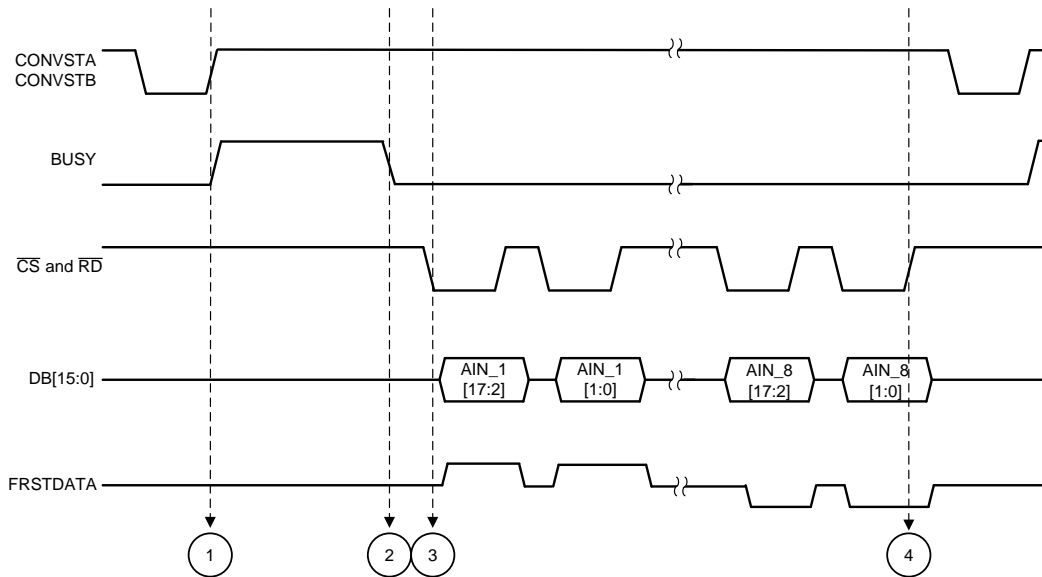 CONVSTA
CONVSTB
BUSY
CS and RD
DB[15:0]
AIN_1
[17:2]
AIN_1
[1:0]
AIN_8
[17:2]
AIN_8
[1:0]
FRSTDATA
1
2
3
4